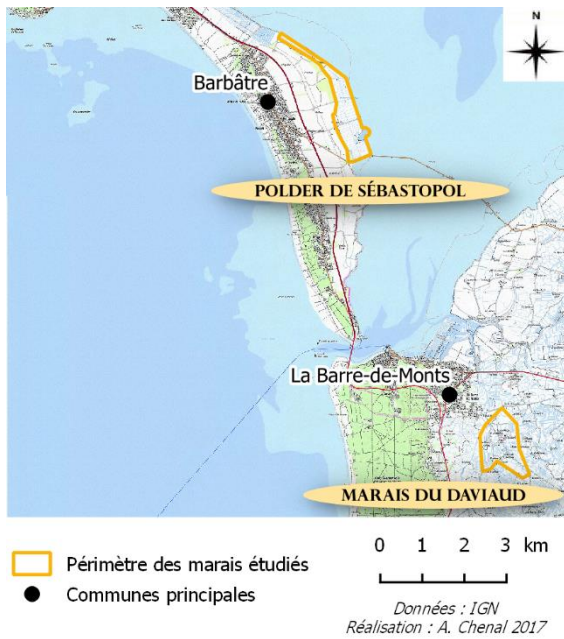 N
Barbâtre
POLDER DE SÉBASTOPOL
La Barre-de-Monts
MARAIS DU DAVIAUD
Périmètre des marais étudiés
Communes principales
0 1 2 3 km
Données : IGN
Réalisation : A. Chenal 2017